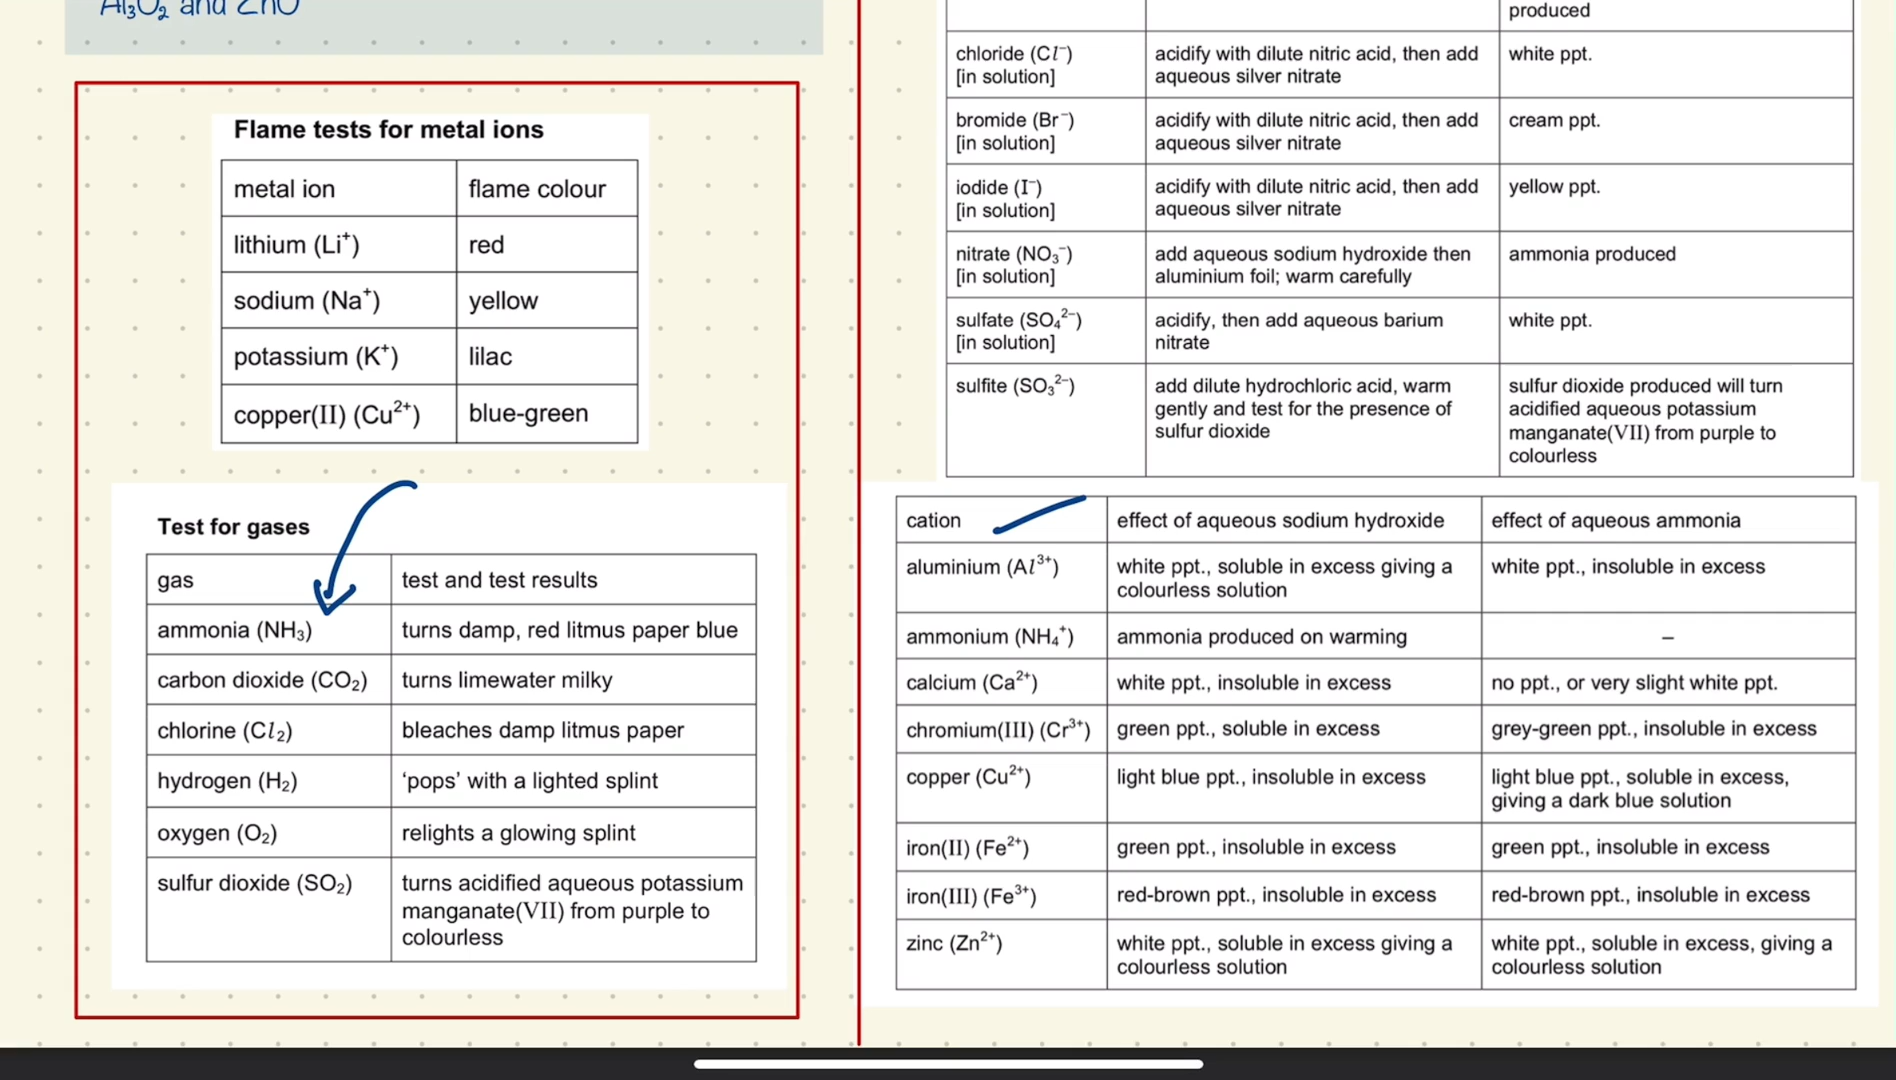 Al₃O₂ and ZnO
Flame tests for metal ions
metal ion flame colour
lithium (Li⁺) red
sodium (Na⁺) yellow
potassium (K⁺) lilac
copper(II) (Cu²⁺) blue-green
Test for gases
gas test and test results
ammonia (NH₃) turns damp, red litmus paper blue
carbon dioxide (CO₂) turns limewater milky
chlorine (Cl₂) bleaches damp litmus paper
hydrogen (H₂) ‘pops’ with a lighted splint
oxygen (O₂) relights a glowing splint
sulfur dioxide (SO₂) turns acidified aqueous potassium
manganate(VII) from purple to
colourless
produced
chloride (Cl⁻) acidify with dilute nitric acid, then add white ppt.
[in solution] aqueous silver nitrate
bromide (Br⁻) acidify with dilute nitric acid, then add cream ppt.
[in solution] aqueous silver nitrate
iodide (I⁻) acidify with dilute nitric acid, then add yellow ppt.
[in solution] aqueous silver nitrate
nitrate (NO₃⁻) add aqueous sodium hydroxide then ammonia produced
[in solution] aluminium foil; warm carefully
sulfate (SO₄²⁻) acidify, then add aqueous barium white ppt.
[in solution] nitrate
sulfite (SO₃²⁻) add dilute hydrochloric acid, warm sulfur dioxide produced will turn
gently and test for the presence of acidified aqueous potassium
sulfur dioxide manganate(VII) from purple to
colourless
cation effect of aqueous sodium hydroxide effect of aqueous ammonia
aluminium (Al³⁺) white ppt., soluble in excess giving a white ppt., insoluble in excess
colourless solution
ammonium (NH₄⁺) ammonia produced on warming –
calcium (Ca²⁺) white ppt., insoluble in excess no ppt., or very slight white ppt.
chromium(III) (Cr³⁺) green ppt., soluble in excess grey-green ppt., insoluble in excess
copper (Cu²⁺) light blue ppt., insoluble in excess light blue ppt., soluble in excess,
giving a dark blue solution
iron(II) (Fe²⁺) green ppt., insoluble in excess green ppt., insoluble in excess
iron(III) (Fe³⁺) red-brown ppt., insoluble in excess red-brown ppt., insoluble in excess
zinc (Zn²⁺) white ppt., soluble in excess giving a white ppt., soluble in excess, giving a
colourless solution colourless solution